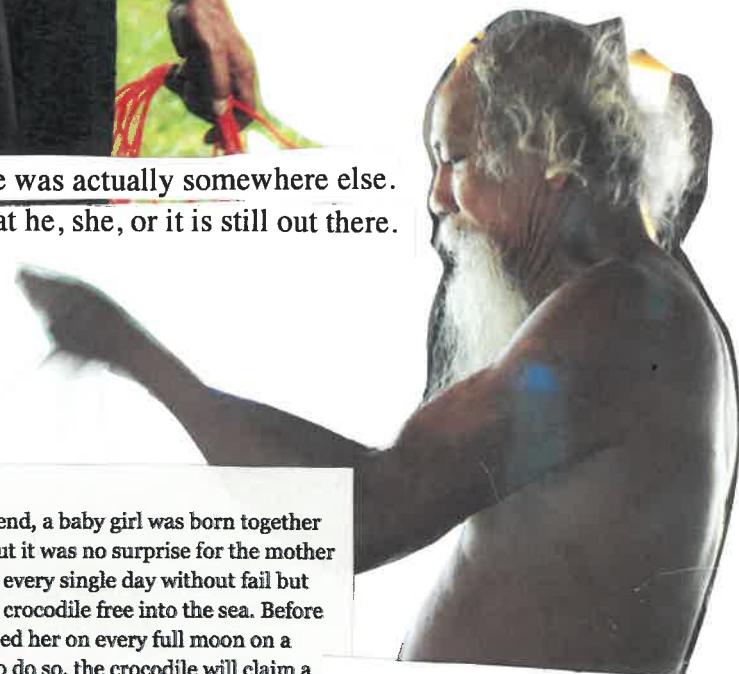 e was actually somewhere else.
at he, she, or it is still out there.
end, a baby girl was born together
ut it was no surprise for the mother
every single day without fail but
crocodile free into the sea. Before
ed her on every full moon on a
o do so, the crocodile will claim a